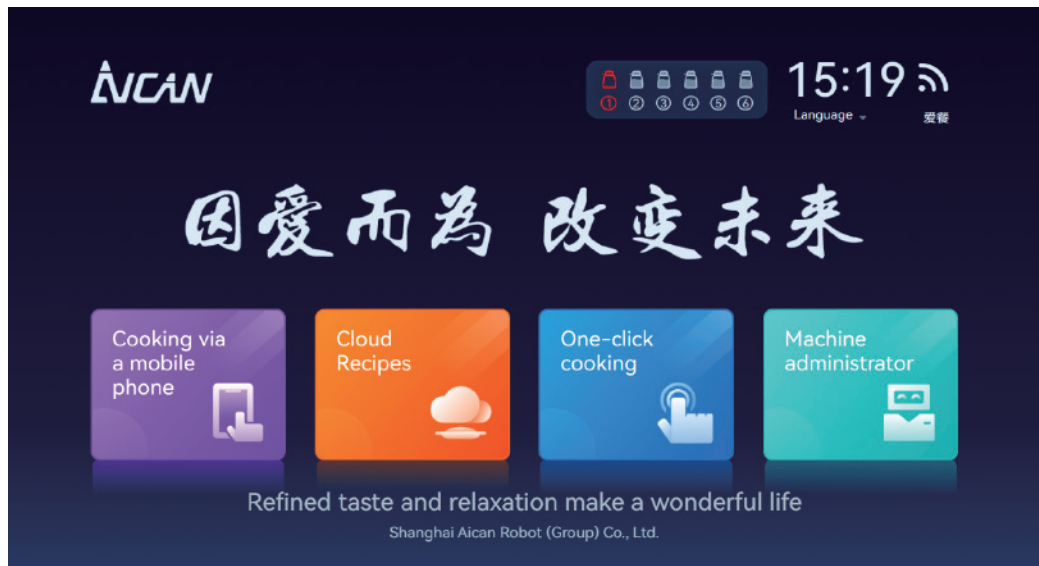 AICAN
① ② ③ ④ ⑤ ⑥
15:19
Language
爱餐
因愛而為 改变未来
Cooking via
a mobile
phone
Cloud
Recipes
One-click
cooking
Machine
administrator
Refined taste and relaxation make a wonderful life
Shanghai Aican Robot (Group) Co., Ltd.